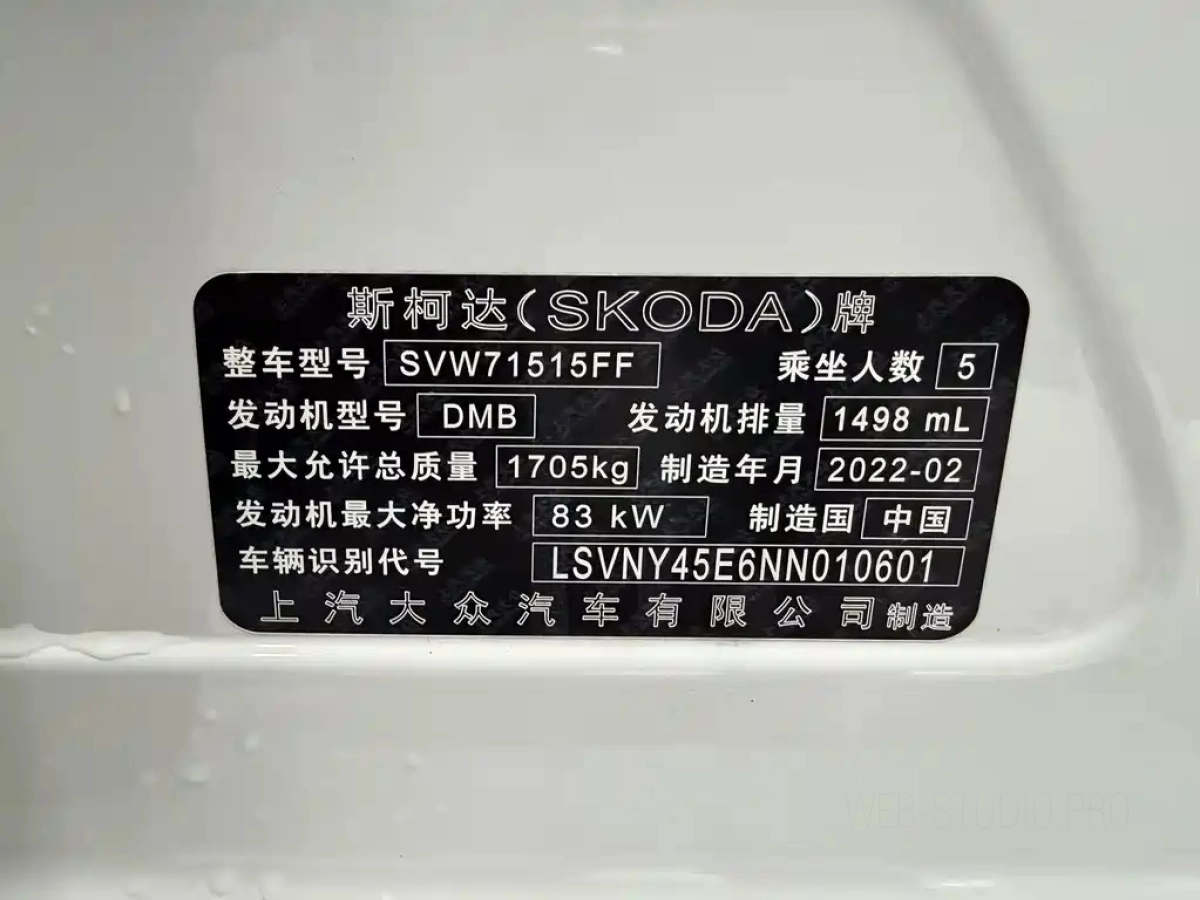 斯柯达(SKODA)牌
整车型号 SVW71515FF 乘坐人数 5
发动机型号 DMB 发动机排量 1498 mL
最大允许总质量 1705kg 制造年月 2022-02
发动机最大净功率 83 kW 制造国 中国
车辆识别代号 LSVNY45E6NN010601
上汽大众汽车有限公司制造
WEB-STUDIO.PRO